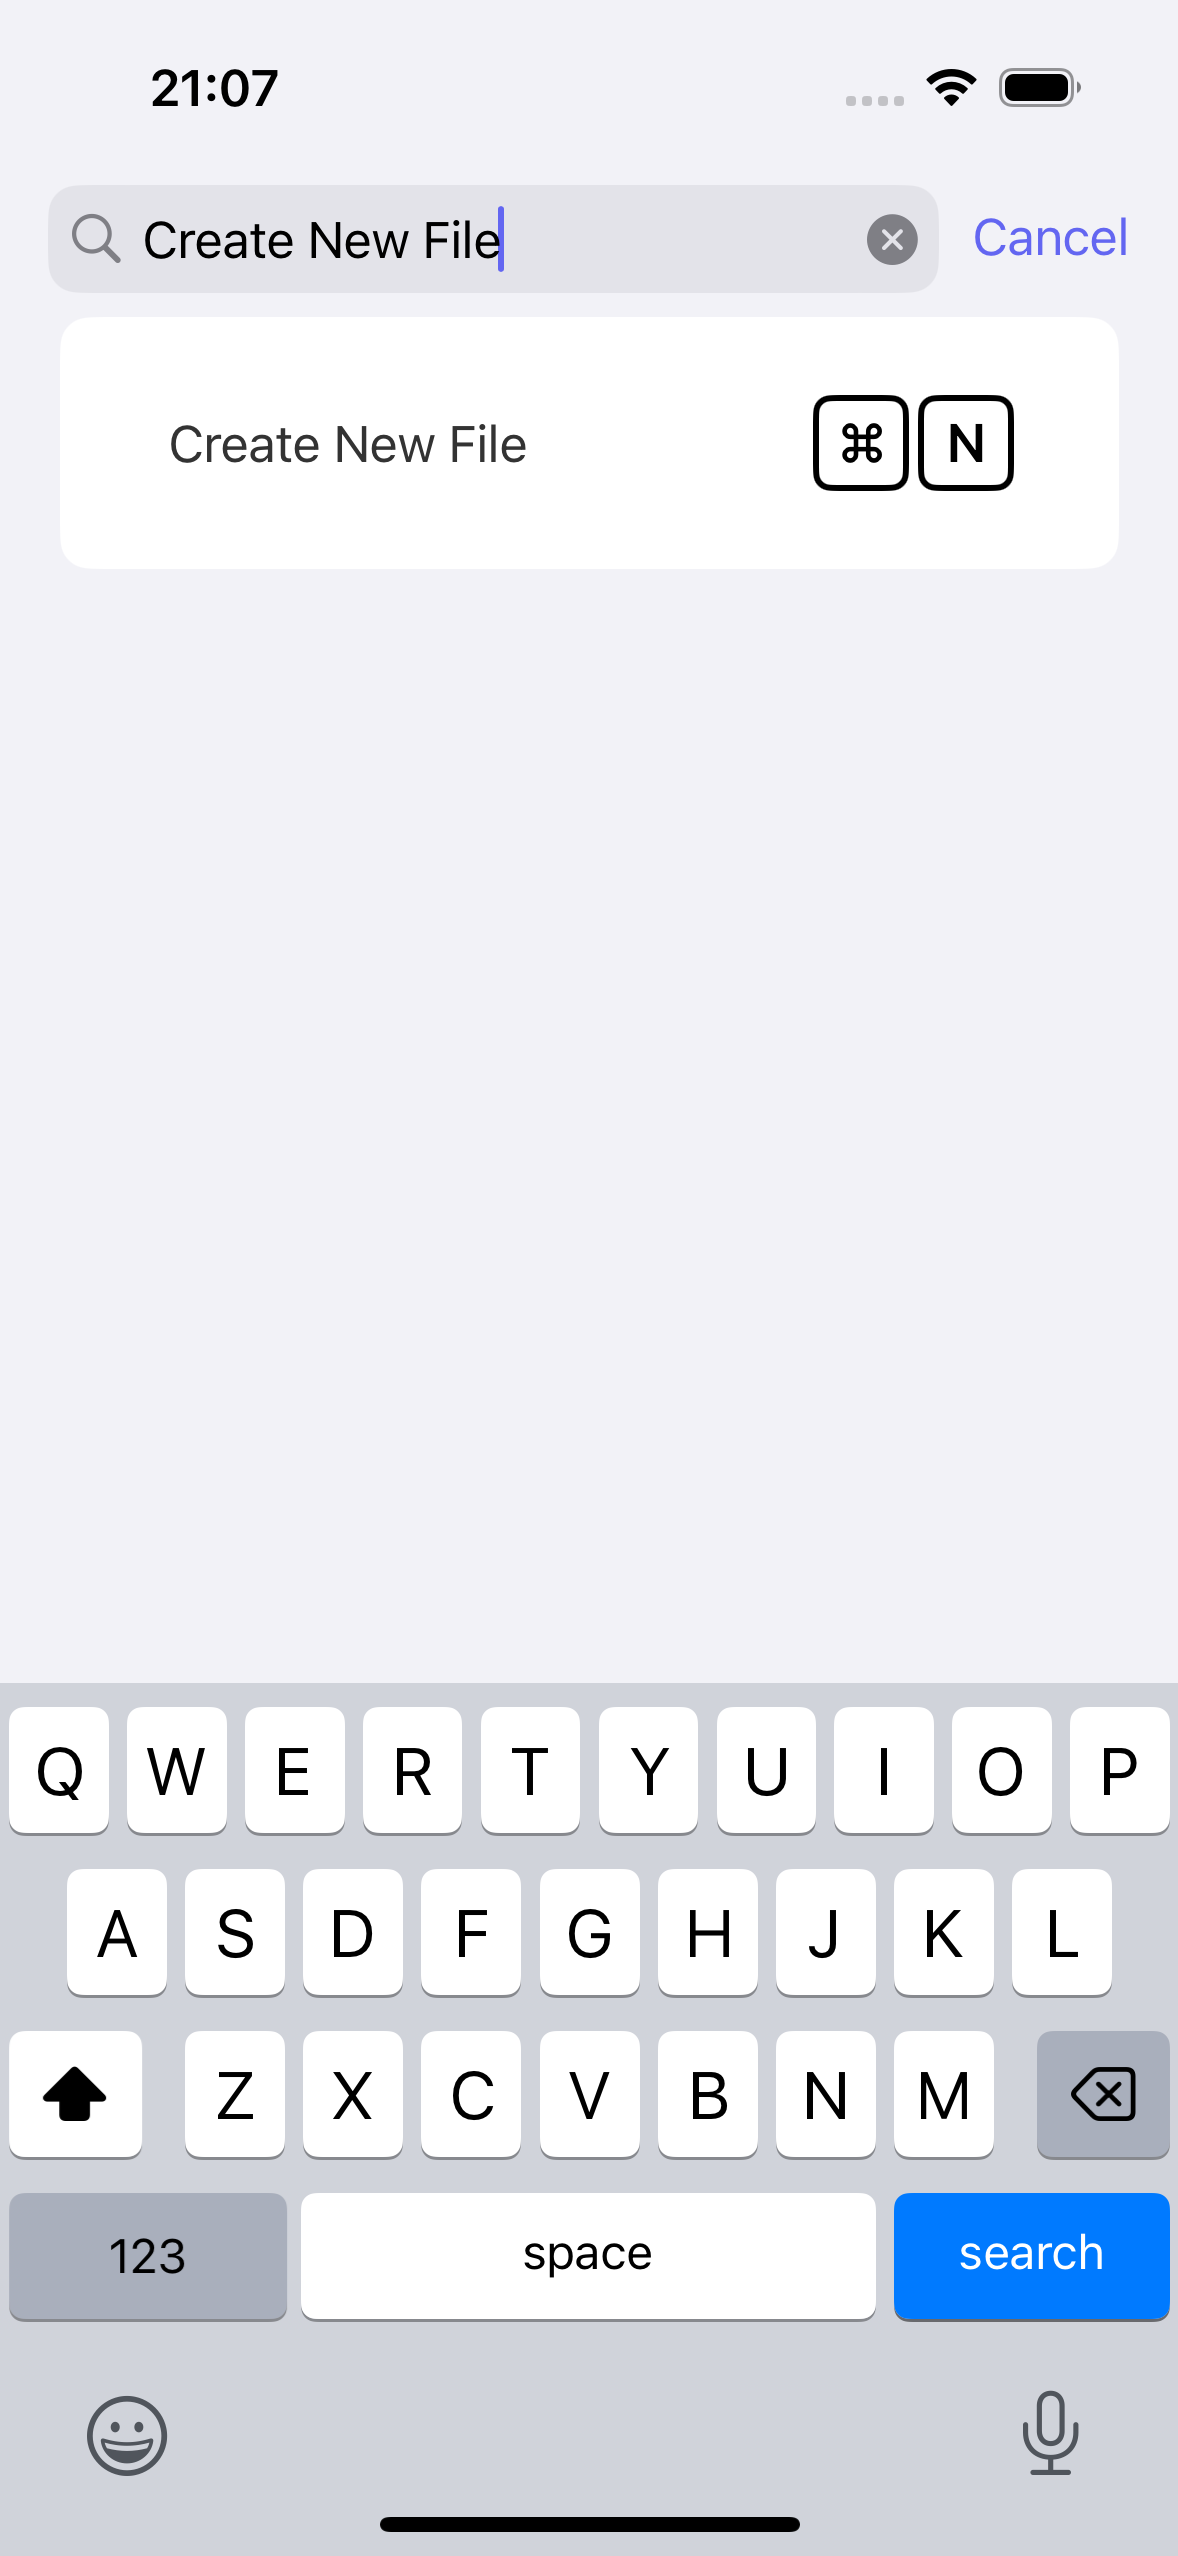 21:07
Create New File
Cancel
Create New File ⌘ N
Q W E R T Y U I O P
A S D F G H J K L
Z X C V B N M
123 space search